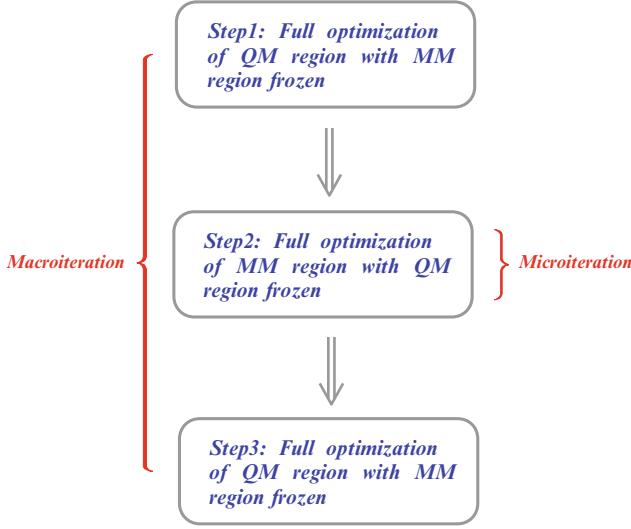 Step1: Full optimization
of QM region with MM
region frozen
Step2: Full optimization
of MM region with QM
region frozen
Macroiteration
Microiteration
Step3: Full optimization
of QM region with MM
region frozen